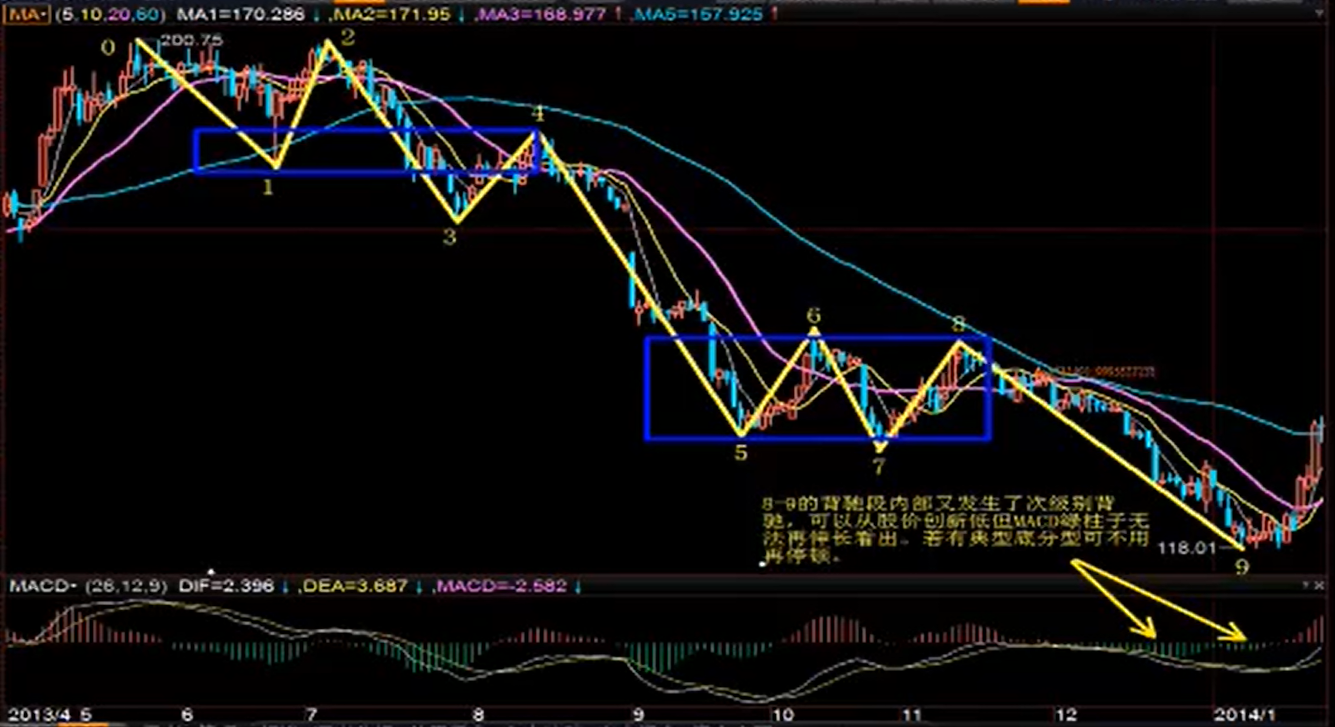 MA- (5,10,20,60) MA1=170.286 ↓ ,MA2=171.95 ↓ ,MA3=168.977 ↑ ,MA5=157.925 ↑
0
200.75
2
4
1
3
6
8
5
7
8-9的背驰段内部又发生了次级别背
驰，可以从股价创新低但MACD绿柱子无
法再伸长看出。若有典型底分型可不用
再停顿。
118.01
9
MACD- (26,12,9) DIF=2.396 ↓ ,DEA=3.687 ↓ ,MACD=-2.582 ↓
2013/4 5 6 7 8 9 10 11 12 2014/1